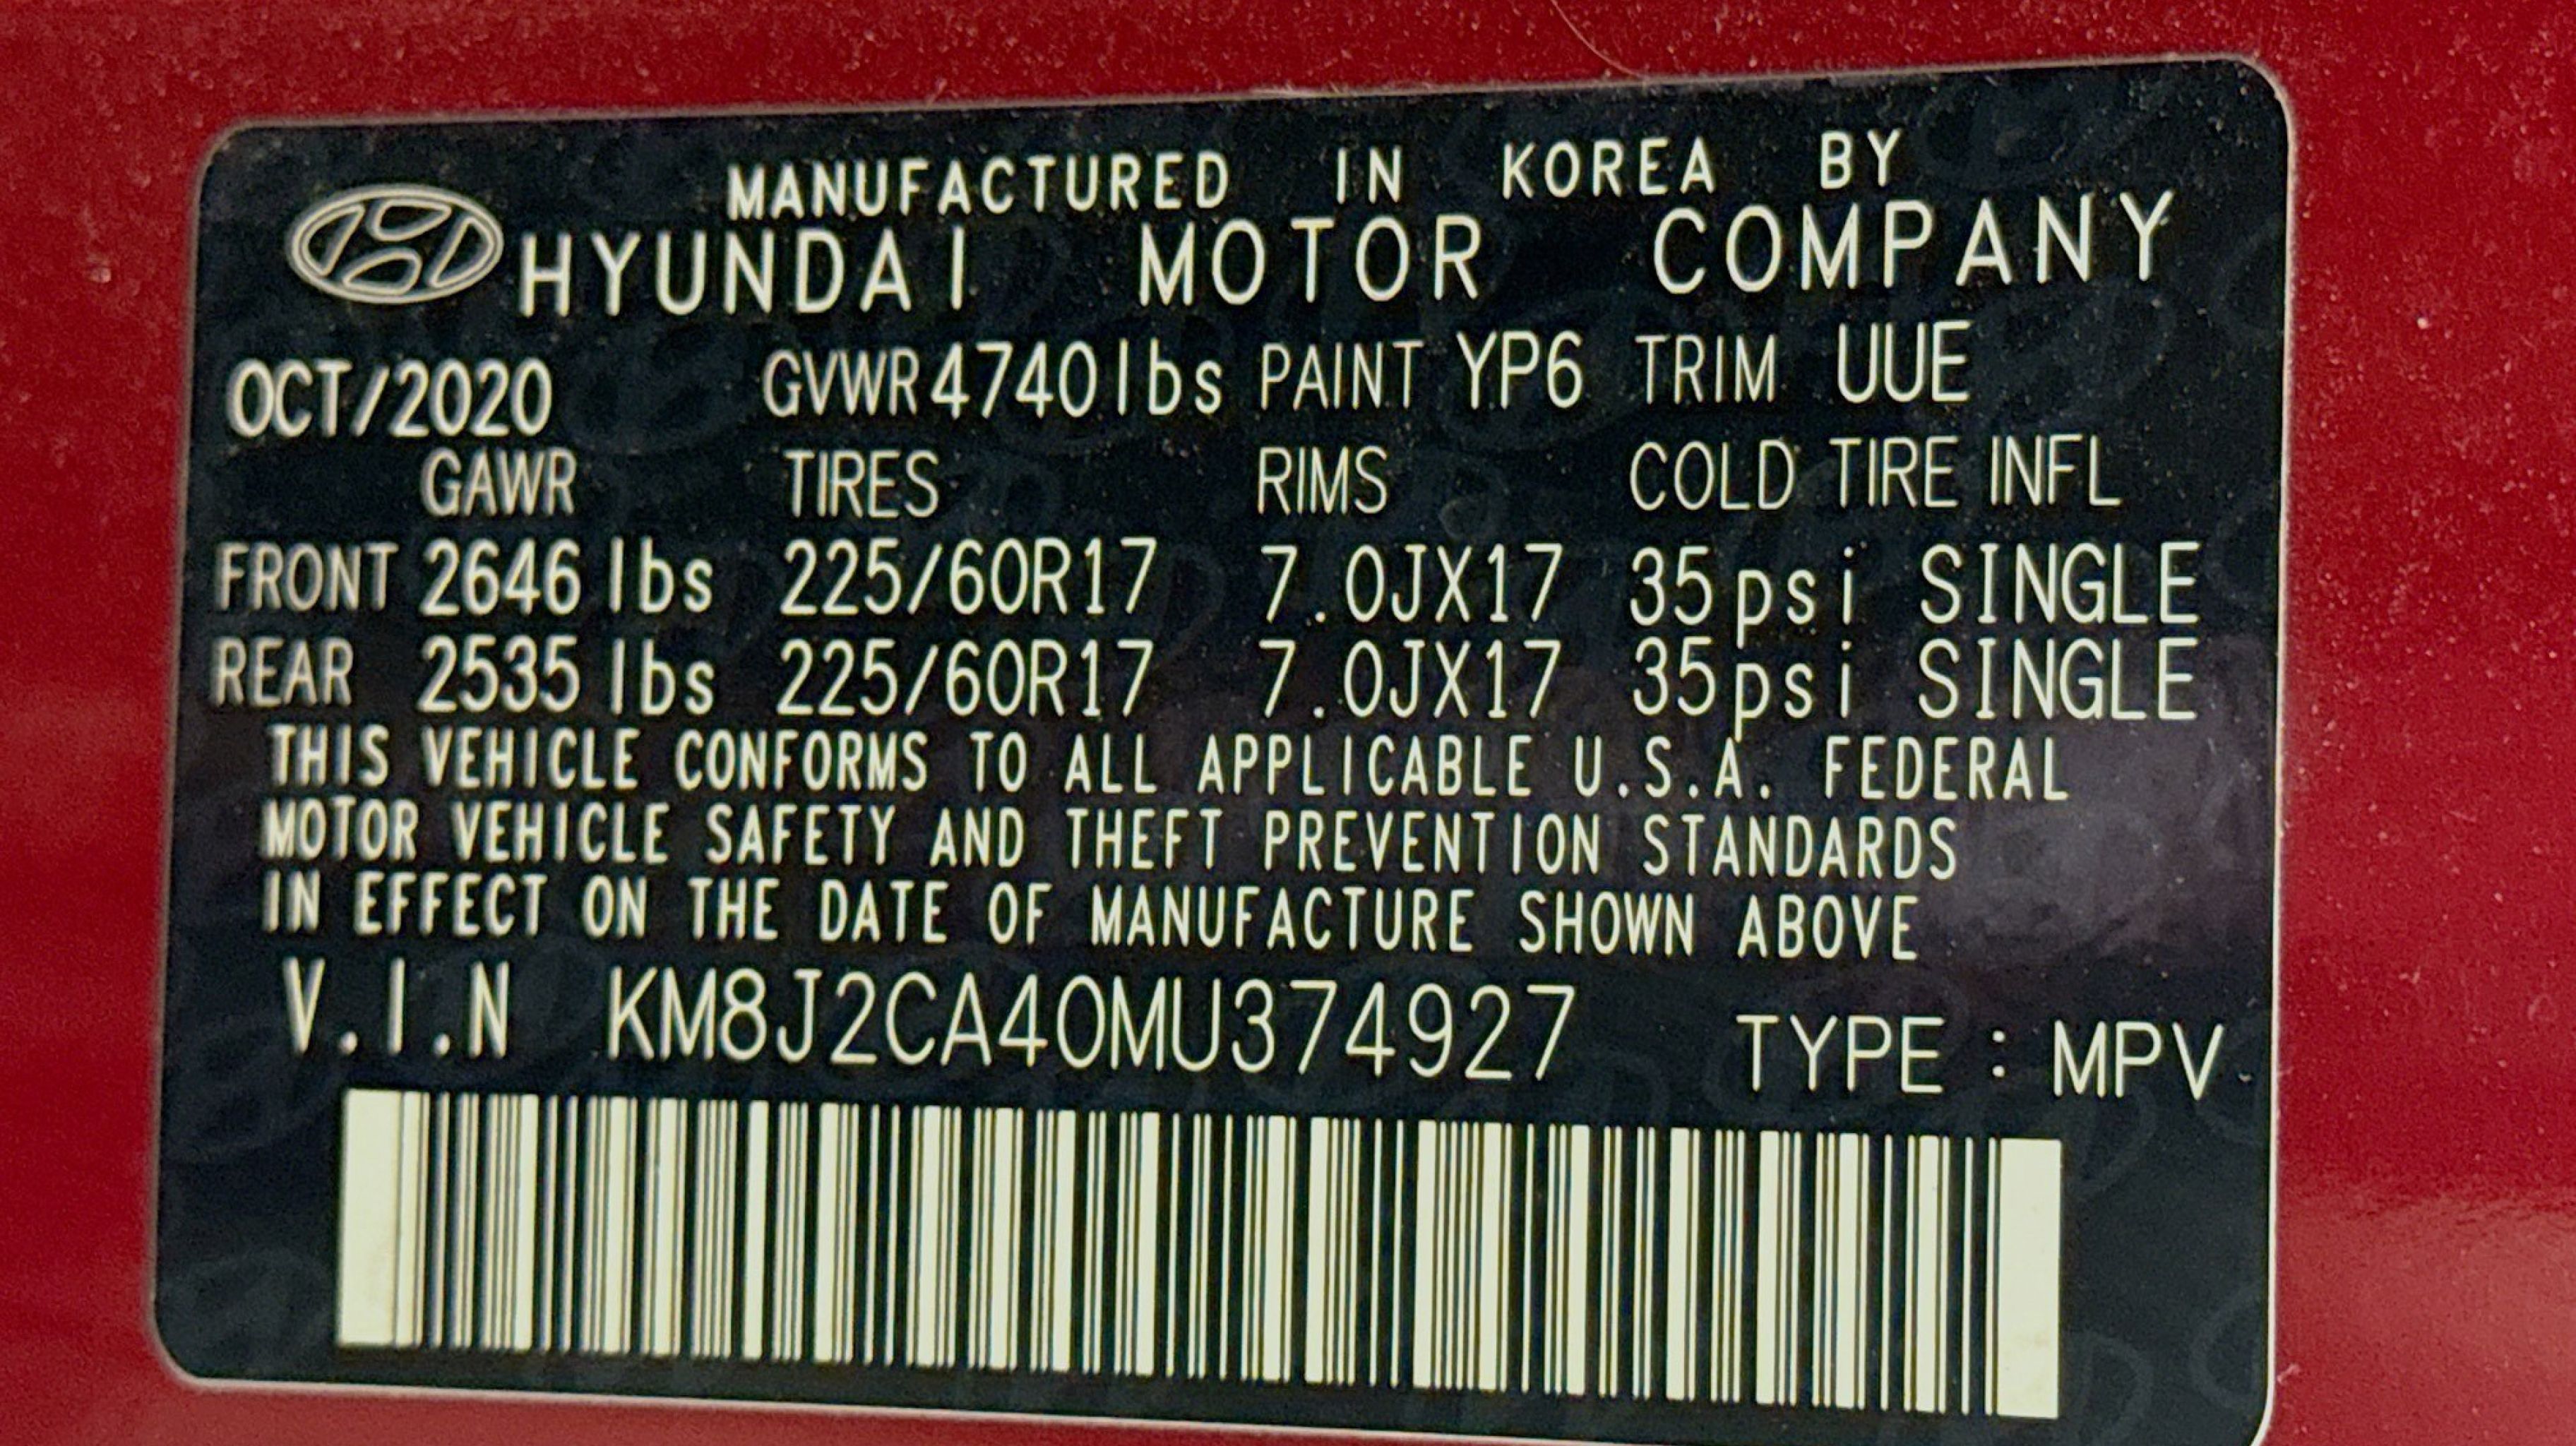 MANUFACTURED IN KOREA BY
HYUNDAI MOTOR COMPANY
OCT/2020 GVWR 4740lbs PAINT YP6 TRIM UUE
GAWR TIRES RIMS COLD TIRE INFL
FRONT 2646 lbs 225/60R17 7.0JX17 35psi SINGLE
REAR 2535 lbs 225/60R17 7.0JX17 35psi SINGLE
THIS VEHICLE CONFORMS TO ALL APPLICABLE U.S.A. FEDERAL
MOTOR VEHICLE SAFETY AND THEFT PREVENTION STANDARDS
IN EFFECT ON THE DATE OF MANUFACTURE SHOWN ABOVE
V.I.N KM8J2CA40MU374927 TYPE : MPV